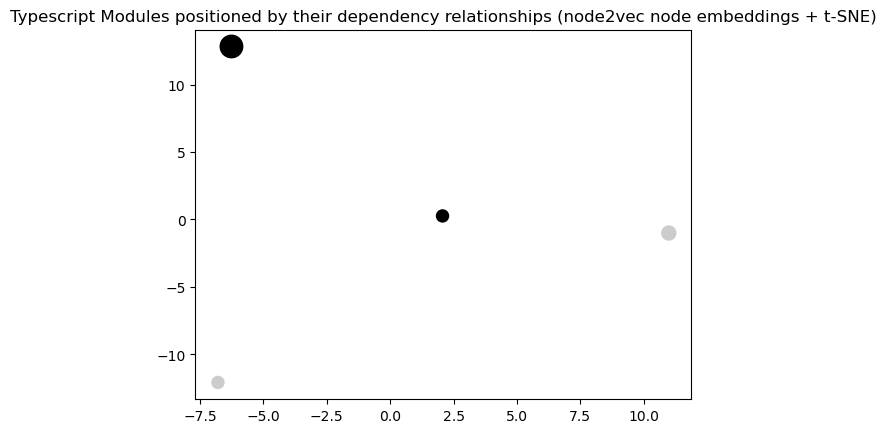 Typescript Modules positioned by their dependency relationships (node2vec node embeddings + t-SNE)
10
5
0
−5
−10
−7.5 −5.0 −2.5 0.0 2.5 5.0 7.5 10.0